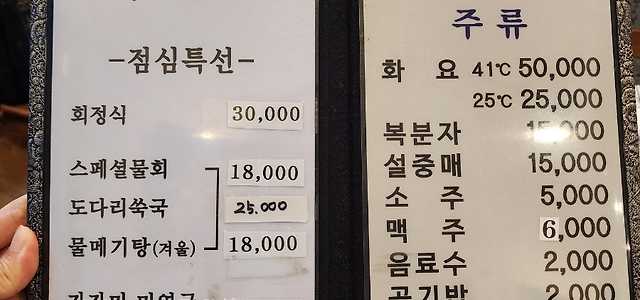 -점심특선-
회정식 30,000
스페셜물회 18,000
도다리쑥국 25.000
물메기탕(겨울) 18,000
주류
화 요 41℃ 50,000
25℃ 25,000
복분자 15,000
설중매 15,000
소 주 5,000
맥 주 6,000
음료수 2,000
공기밥 2,000